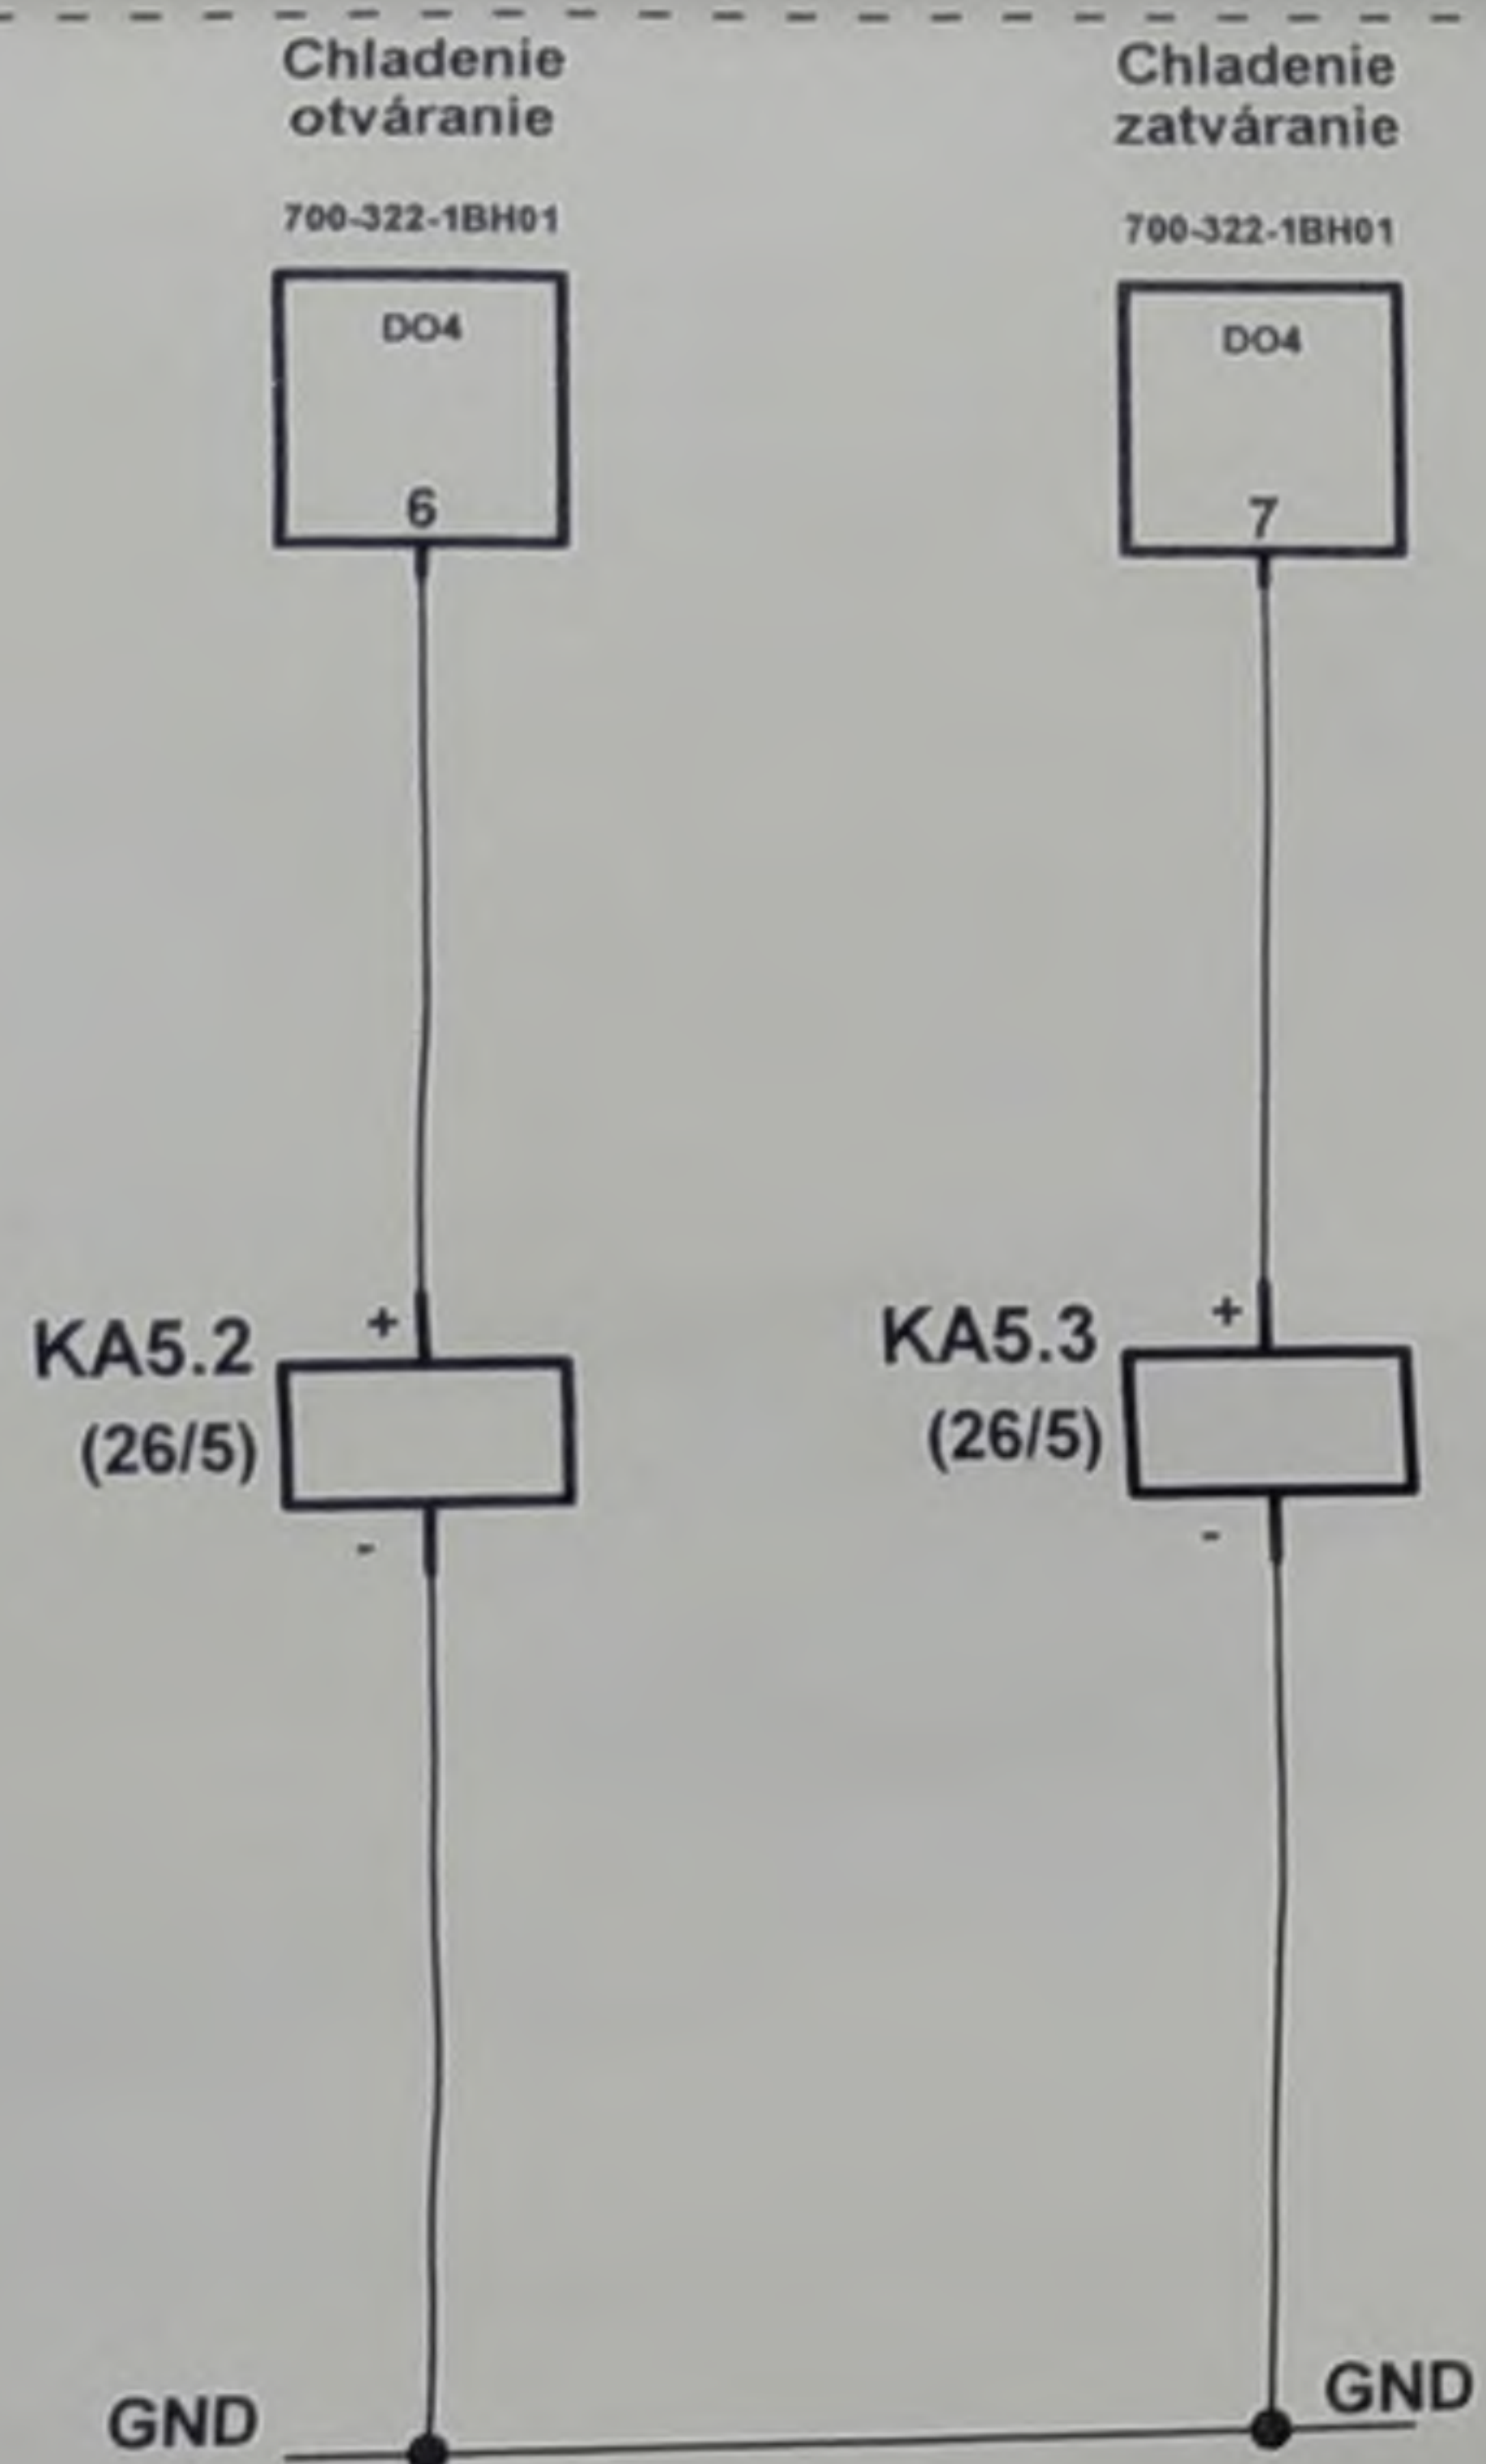 Chladenie
otváranie
700-322-1BH01
DO4
6
KA5.2
(26/5)
+
-
GND
Chladenie
zatváranie
700-322-1BH01
DO4
7
KA5.3
(26/5)
+
-
GND